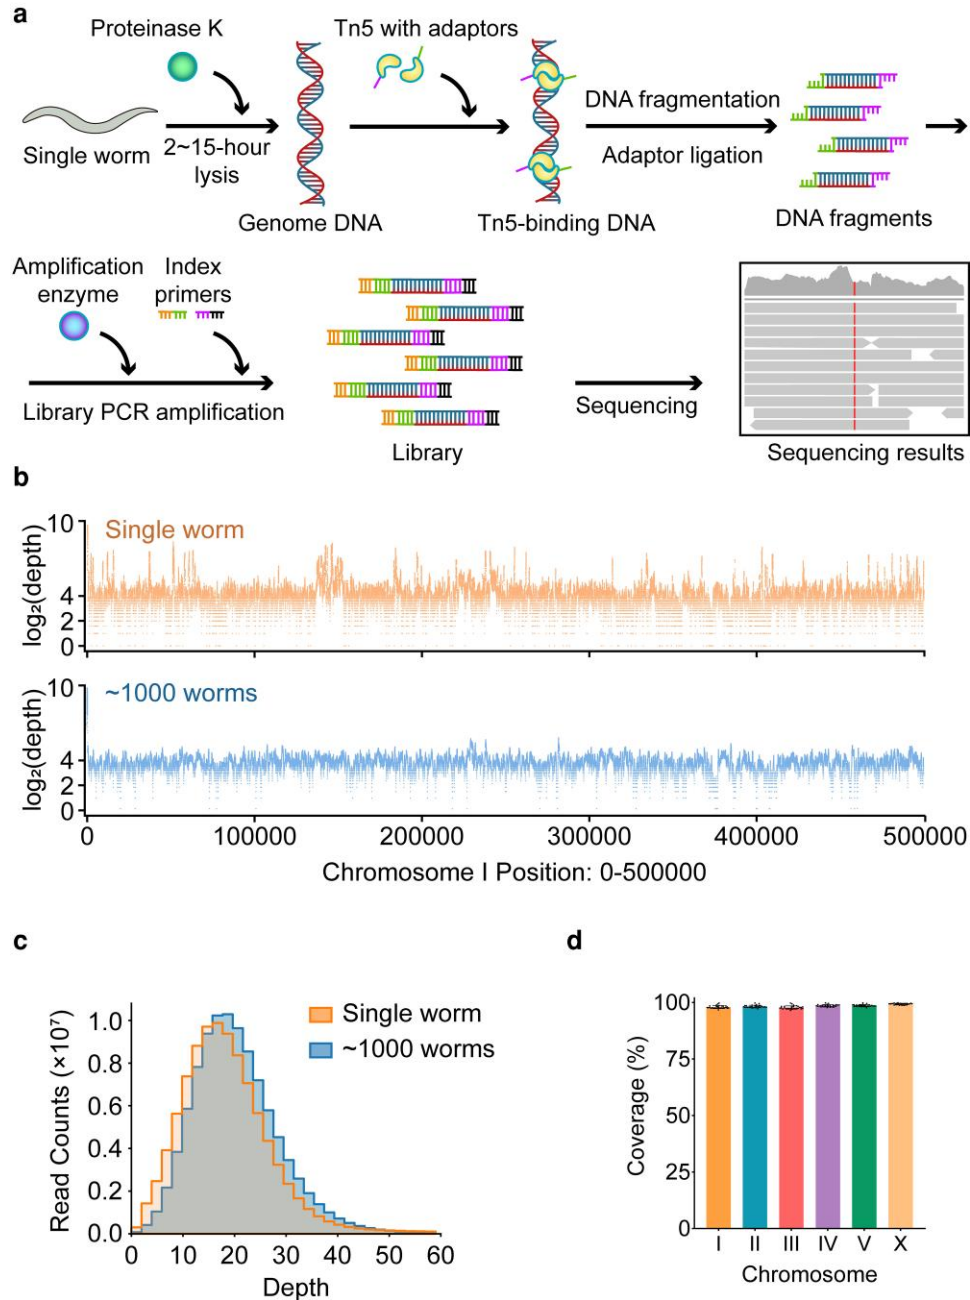 a
Proteinase K
Tn5 with adaptors
Single worm
2~15-hour
lysis
Genome DNA
Tn5-binding DNA
DNA fragmentation
Adaptor ligation
DNA fragments
Amplification
enzyme
Index
primers
Library PCR amplification
Library
Sequencing
Sequencing results
b
log₂(depth)
10
4
2
0
Single worm
log₂(depth)
10
4
2
0
~1000 worms
0 100000 200000 300000 400000 500000
Chromosome I Position: 0-500000
c
Read Counts (×10⁷)
1.0
0.8
0.6
0.4
0.2
0.0
Single worm
~1000 worms
0 10 20 30 40 50 60
Depth
d
Coverage (%)
100
75
50
25
0
I II III IV V X
Chromosome